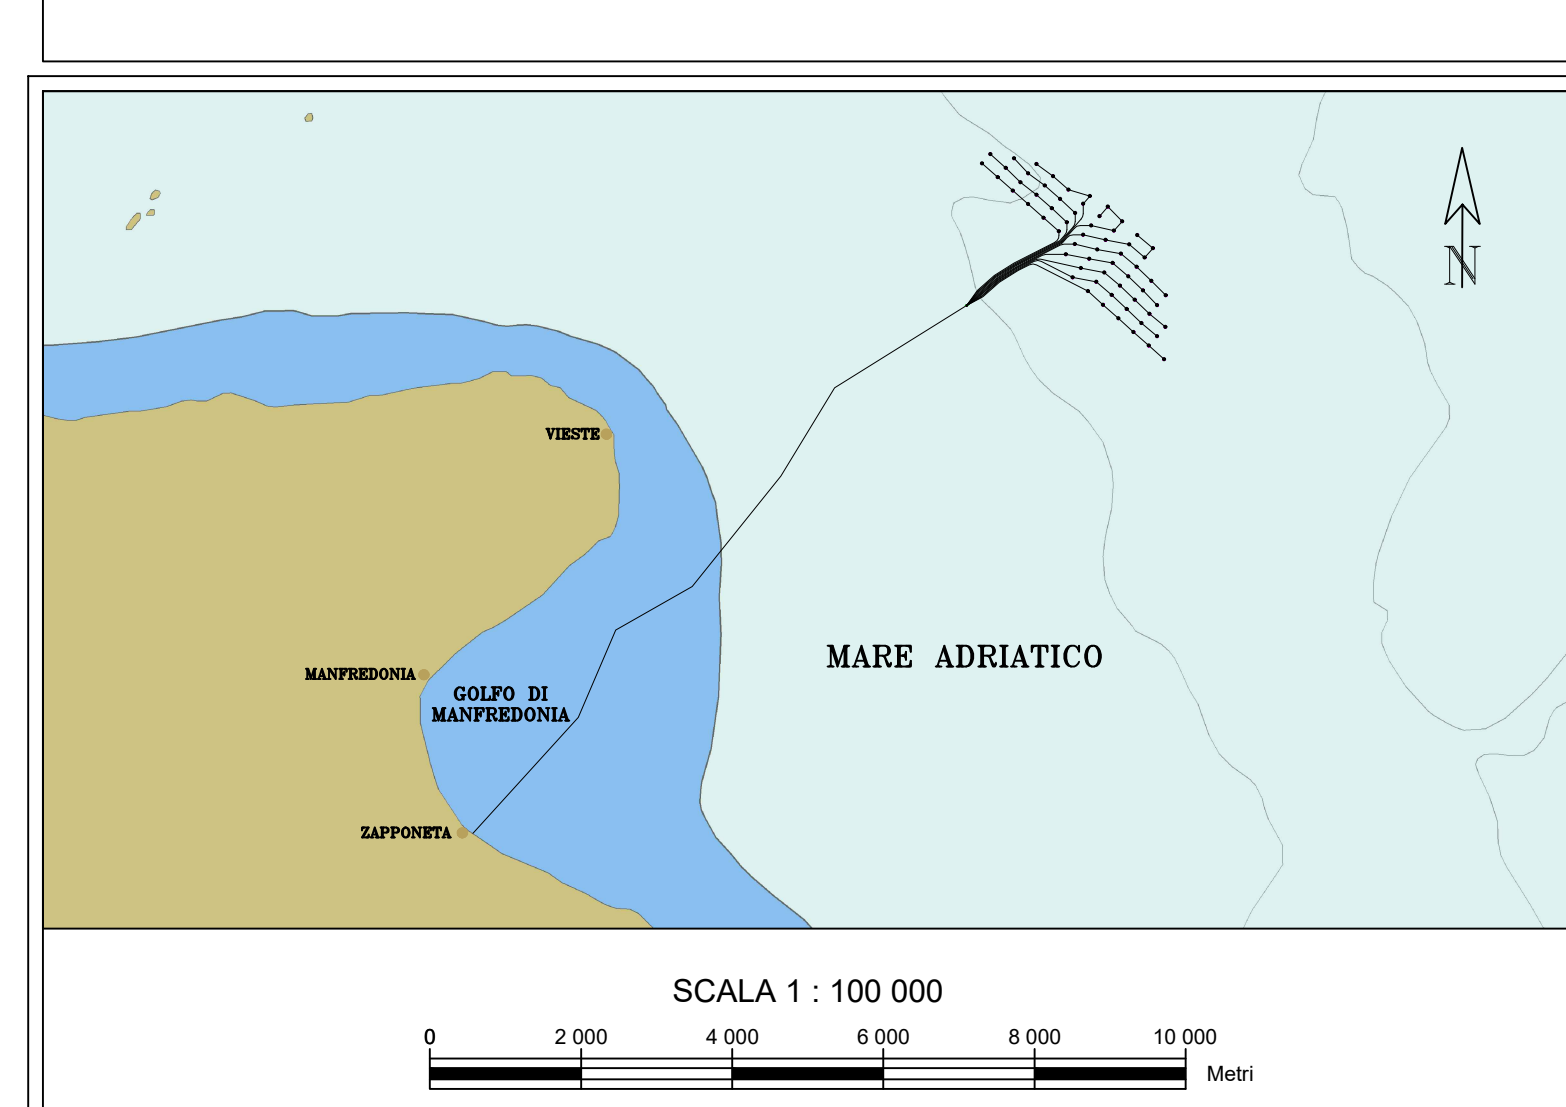 N
VIESTE
MARE ADRIATICO
MANFREDONIA
GOLFO DI
MANFREDONIA
ZAPPONETA
SCALA 1 : 100 000
0 2 000 4 000 6 000 8 000 10 000
Metri